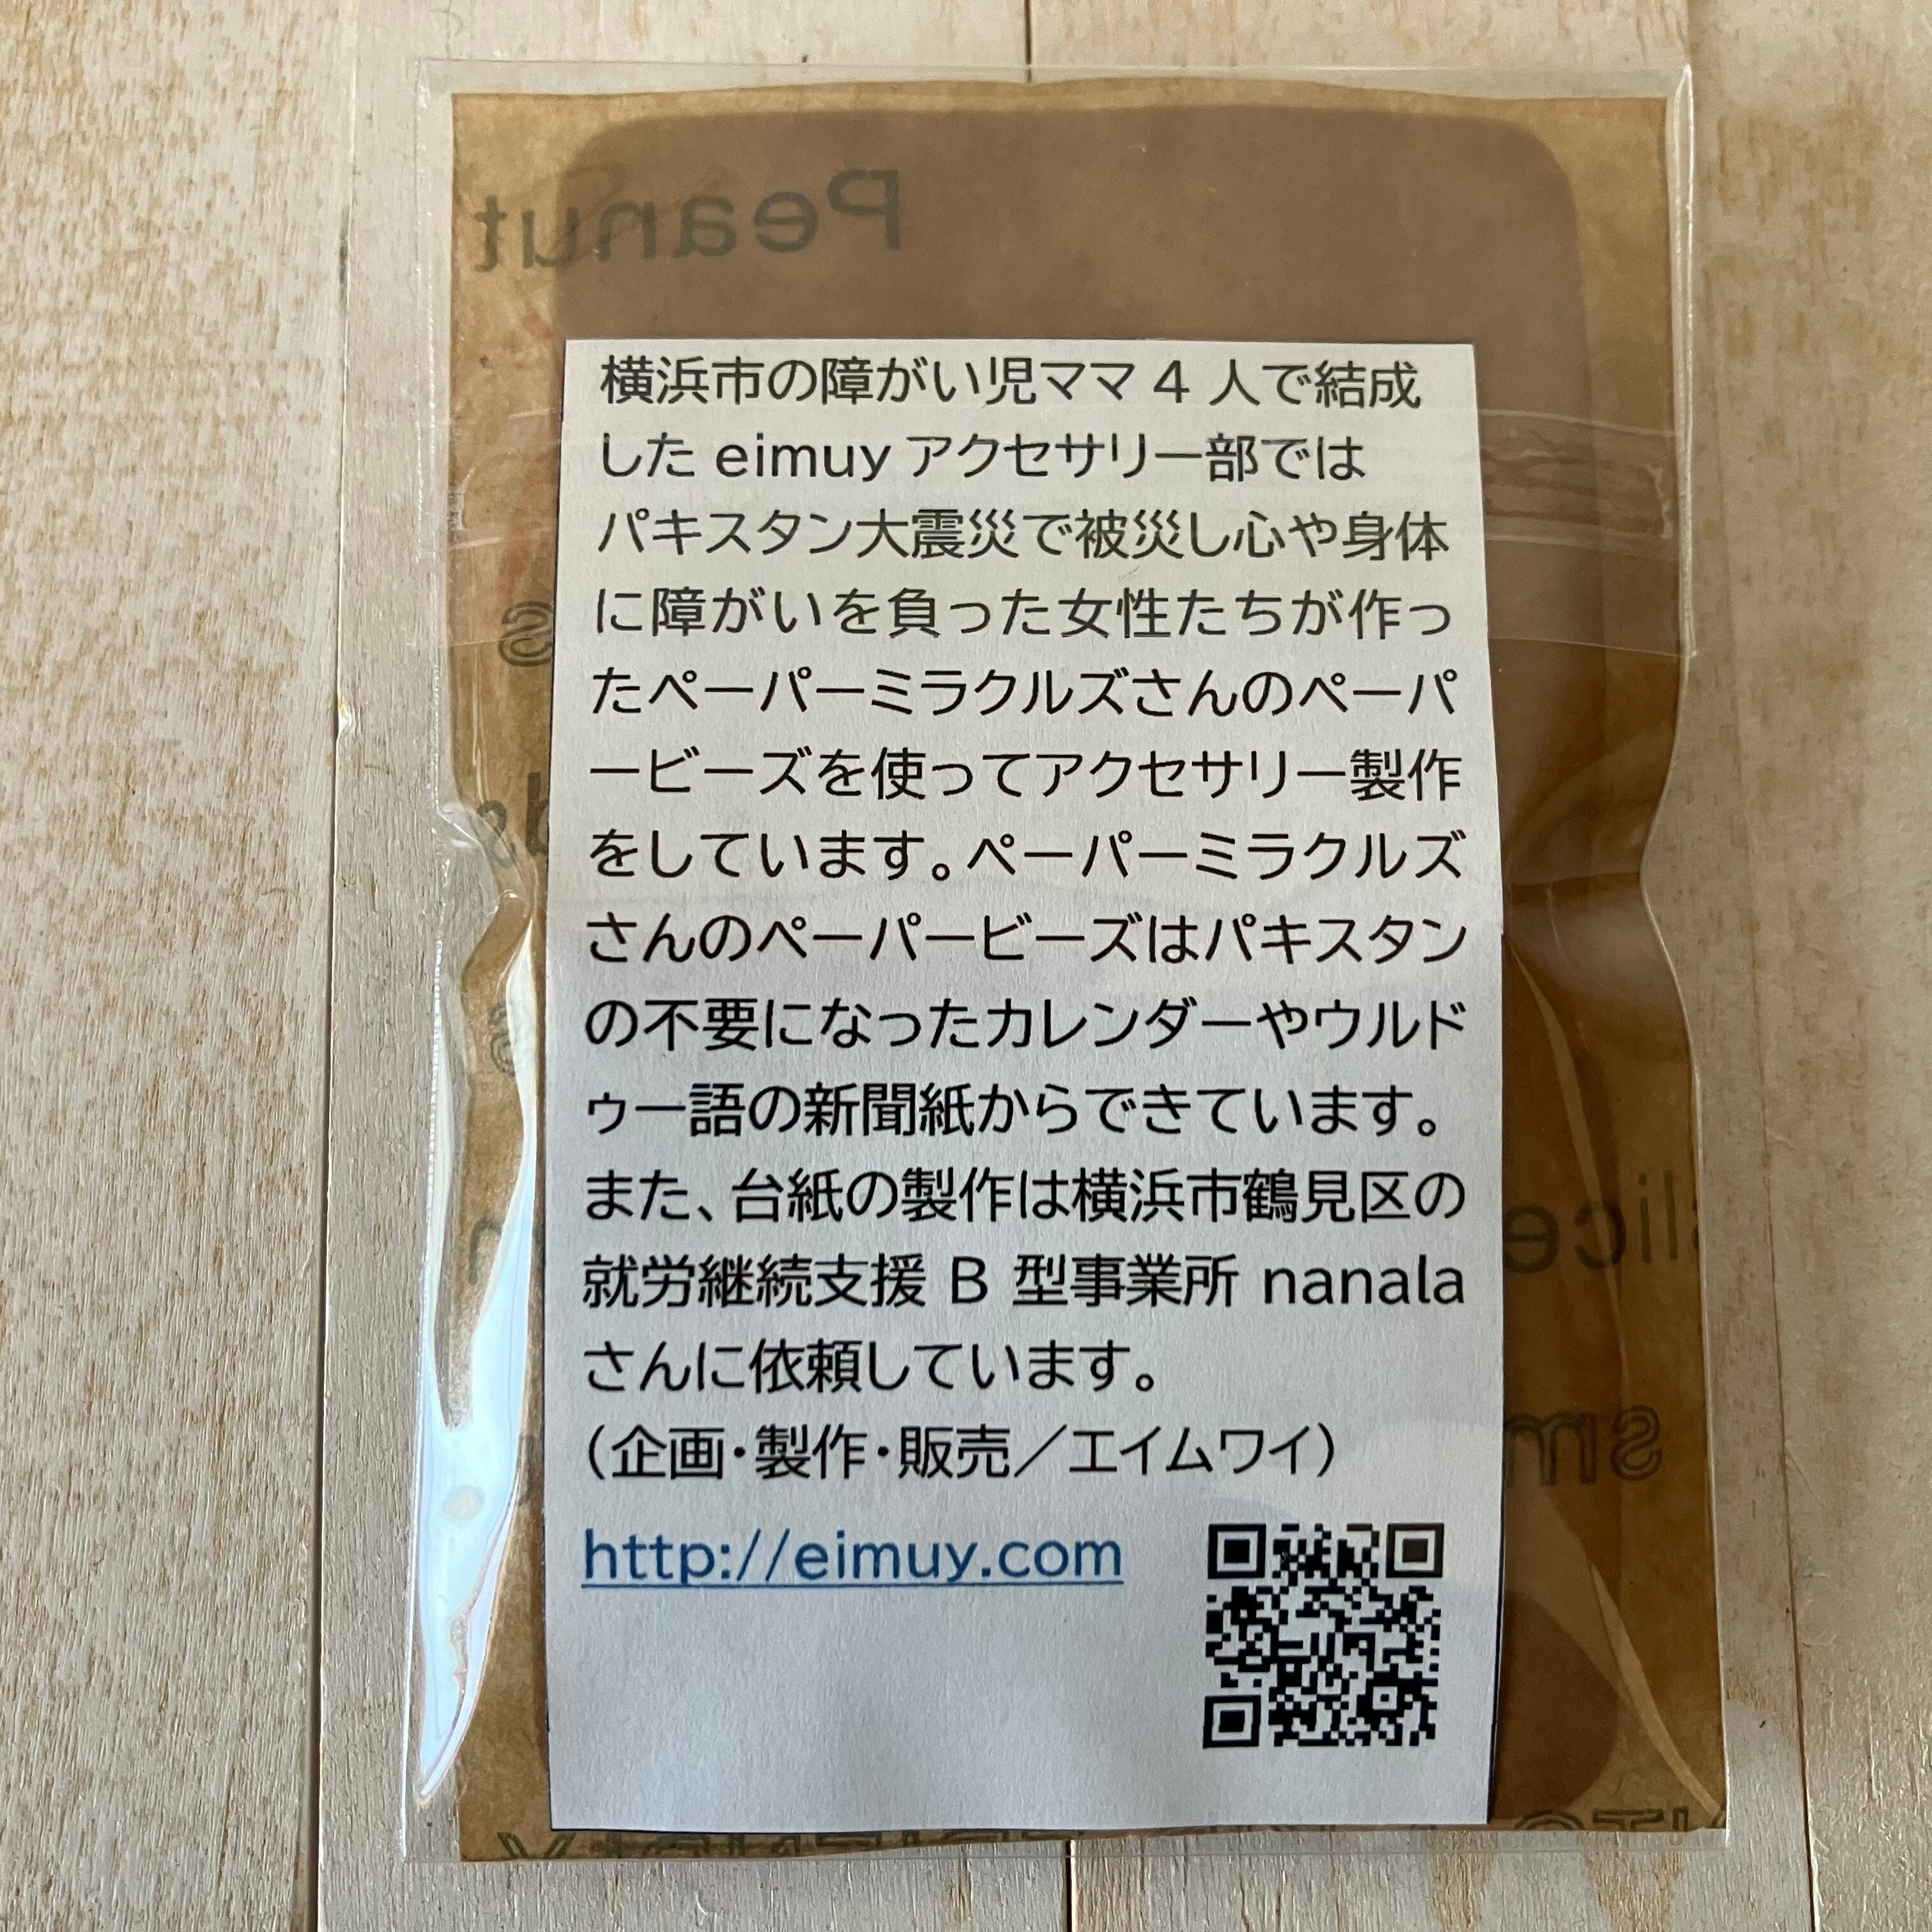 Peanut
横浜市の障がい児ママ 4 人で結成
した eimuy アクセサリー部では
パキスタン大震災で被災し心や身体
に障がいを負った女性たちが作っ
たペーパーミラクルズさんのペーパ
ービーズを使ってアクセサリー製作
をしています。ペーパーミラクルズ
さんのペーパービーズはパキスタン
の不要になったカレンダーやウルド
ゥー語の新聞紙からできています。
また、台紙の製作は横浜市鶴見区の
就労継続支援 B 型事業所 nanala
さんに依頼しています。
（企画・製作・販売／エイムワイ）
http://eimuy.com